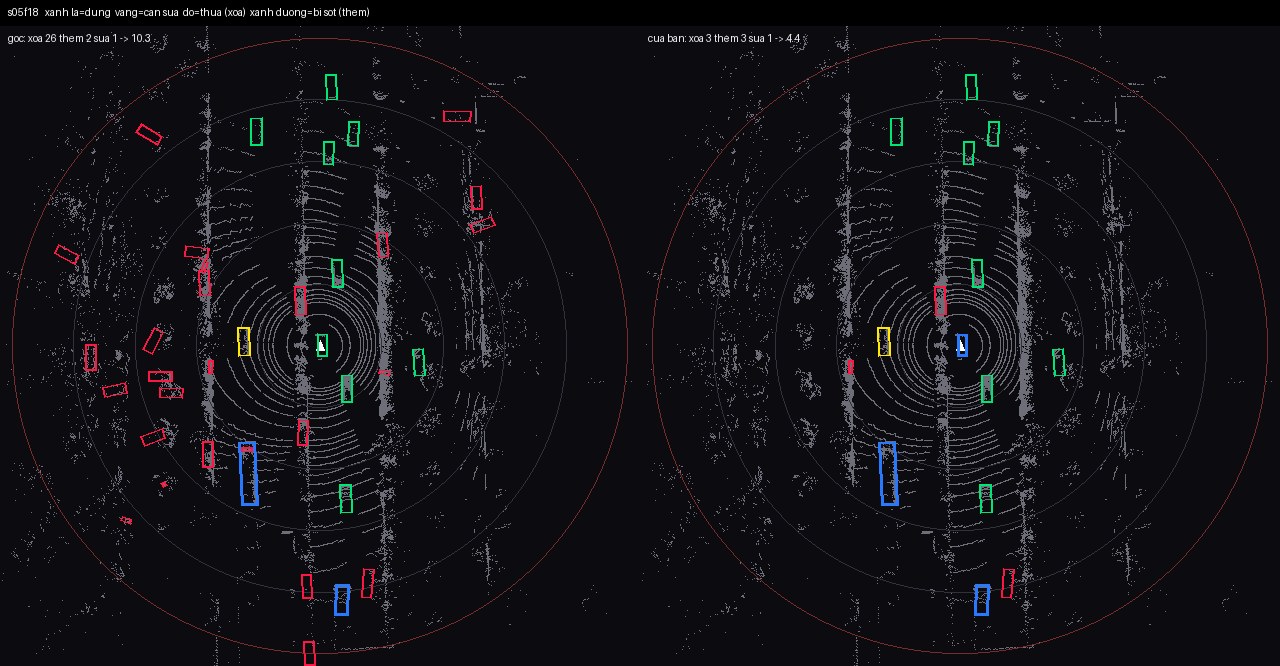 s05f18 xanh la=dung vang=can sua do=thua (xoa) xanh duong=bi sot (them)
goc: xoa 26 them 2 sua 1 -> 10.3
cua ban: xoa 3 them 3 sua 1 -> 4.4